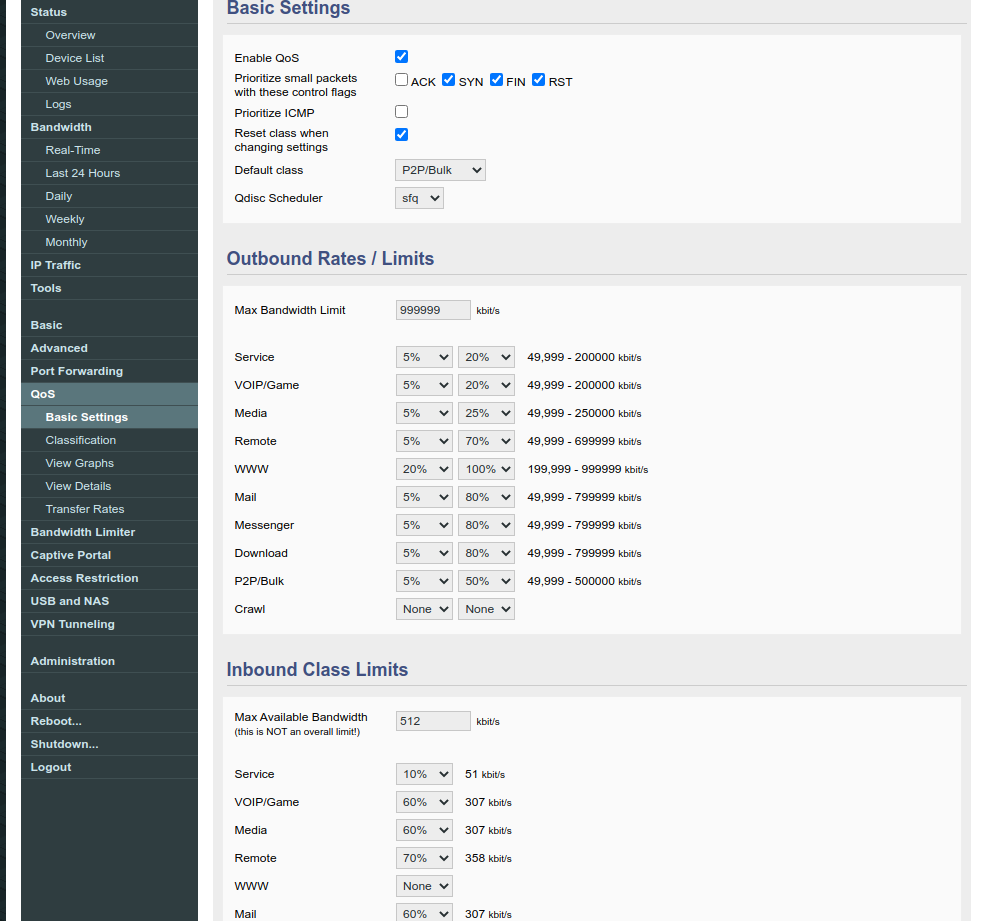 Status
Overview
Device List
Web Usage
Logs
Bandwidth
Real-Time
Last 24 Hours
Daily
Weekly
Monthly
IP Traffic
Tools
Basic
Advanced
Port Forwarding
QoS
Basic Settings
Classification
View Graphs
View Details
Transfer Rates
Bandwidth Limiter
Captive Portal
Access Restriction
USB and NAS
VPN Tunneling
Administration
About
Reboot...
Shutdown...
Logout
Basic Settings
Enable QoS
Prioritize small packets
with these control flags
ACK SYN FIN RST
Prioritize ICMP
Reset class when
changing settings
Default class P2P/Bulk
Qdisc Scheduler sfq
Outbound Rates / Limits
Max Bandwidth Limit 999999 kbit/s
Service 5% 20% 49,999 - 200000 kbit/s
VOIP/Game 5% 20% 49,999 - 200000 kbit/s
Media 5% 25% 49,999 - 250000 kbit/s
Remote 5% 70% 49,999 - 699999 kbit/s
WWW 20% 100% 199,999 - 999999 kbit/s
Mail 5% 80% 49,999 - 799999 kbit/s
Messenger 5% 80% 49,999 - 799999 kbit/s
Download 5% 80% 49,999 - 799999 kbit/s
P2P/Bulk 5% 50% 49,999 - 500000 kbit/s
Crawl None None
Inbound Class Limits
Max Available Bandwidth 512 kbit/s
(this is NOT an overall limit!)
Service 10% 51 kbit/s
VOIP/Game 60% 307 kbit/s
Media 60% 307 kbit/s
Remote 70% 358 kbit/s
WWW None
Mail 60% 307 kbit/s